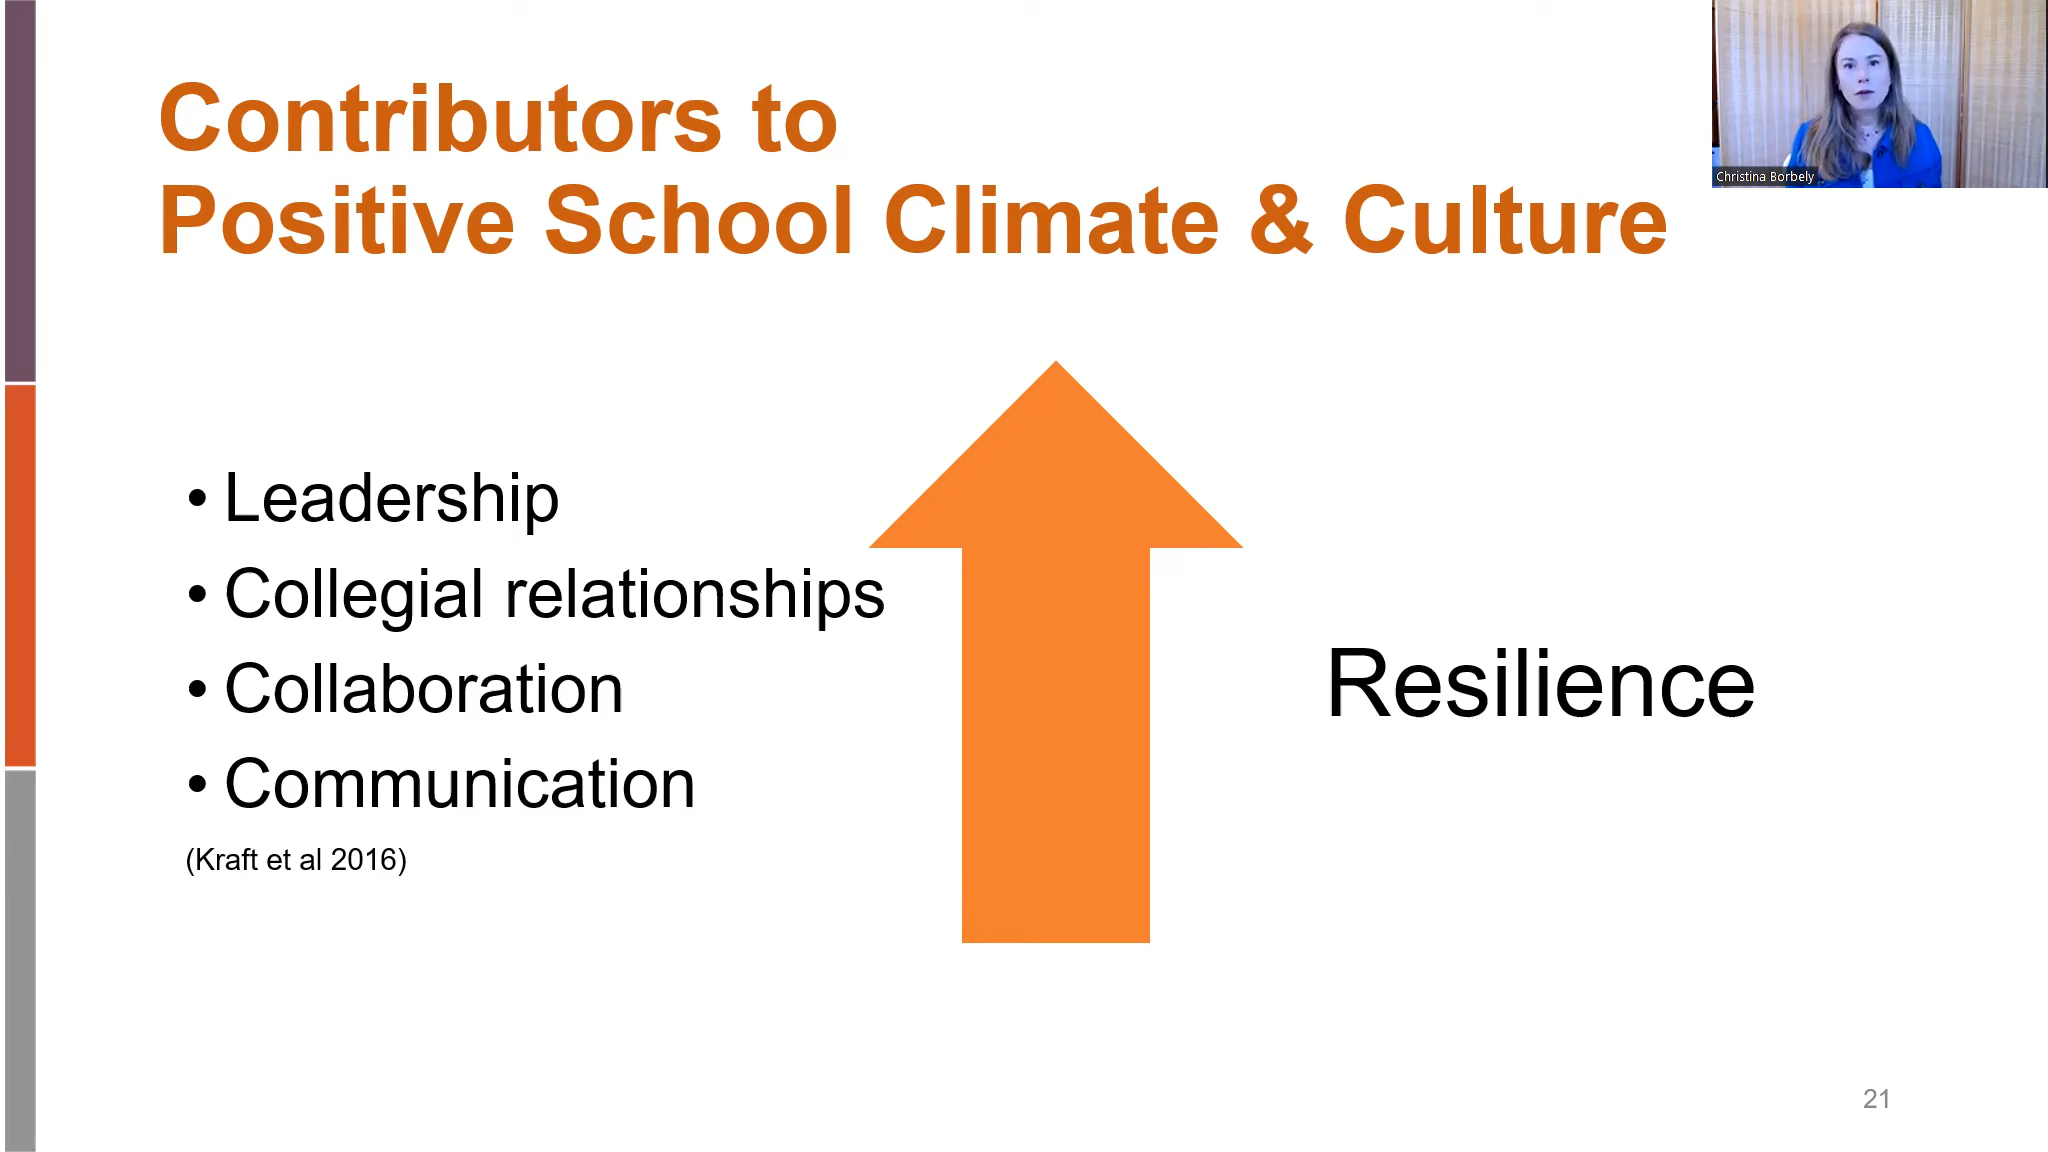 Contributors to
Positive School Climate & Culture
Christina Borbely
• Leadership
• Collegial relationships
• Collaboration
• Communication
(Kraft et al 2016)
Resilience
21